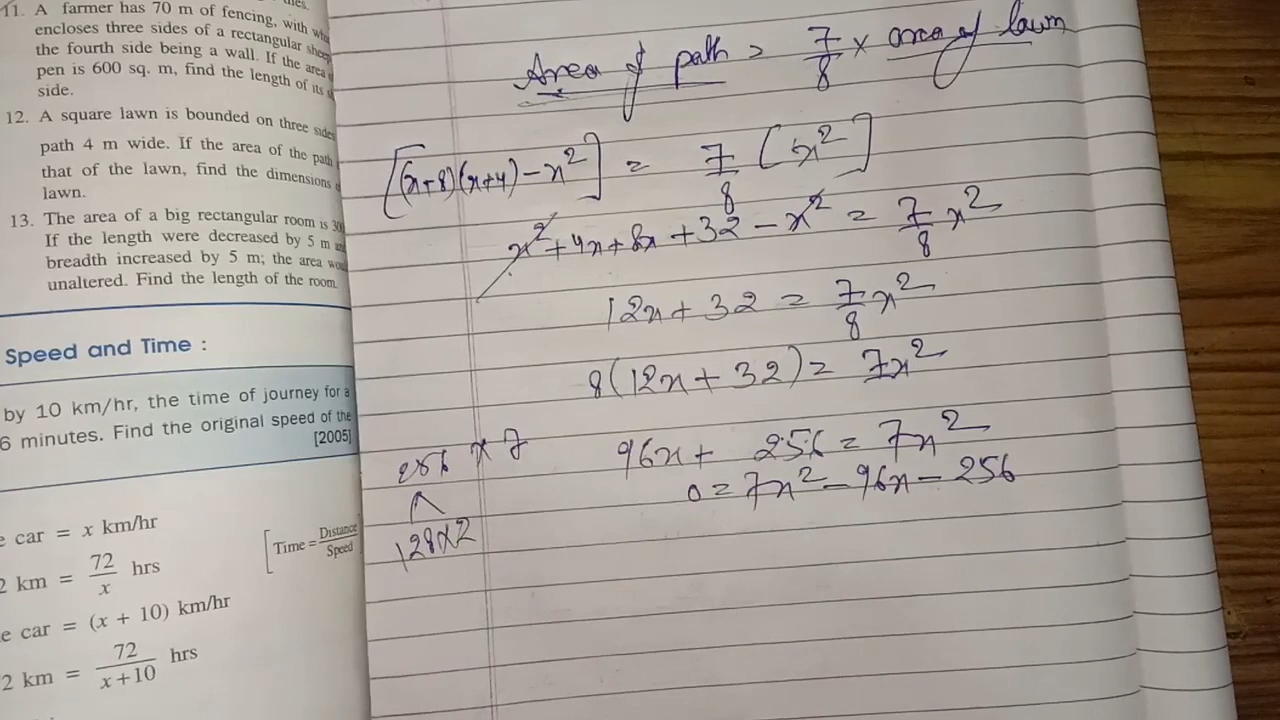 11. A farmer has 70 m of fencing, with
encloses three sides of a rectangular
the fourth side being a wall. If the area
pen is 600 sq. m, find the length of its
side.
12. A square lawn is bounded on three sides
path 4 m wide. If the area of the path
that of the lawn, find the dimensions
lawn.
13. The area of a big rectangular room is
If the length were decreased by 5 m
breadth increased by 5 m; the area
unaltered. Find the length of the room.
Speed and Time :
by 10 km/hr, the time of journey for a
6 minutes. Find the original speed of the
[2005]
car = x km/hr
[Time = Distance/Speed
2 km = 72/x hrs
car = (x + 10) km/hr
2 km = 72/x+10 hrs
Area of path = 7/8 × area of lawn
[(x+8)(x+4) - x²] = 7/8 [x²]
x² + 4x + 8x + 32 - x² = 7/8 x²
12x + 32 = 7/8 x²
8(12x + 32) = 7x²
96x + 256 = 7x²
0 = 7x² - 96x - 256
256 x 7
128x2